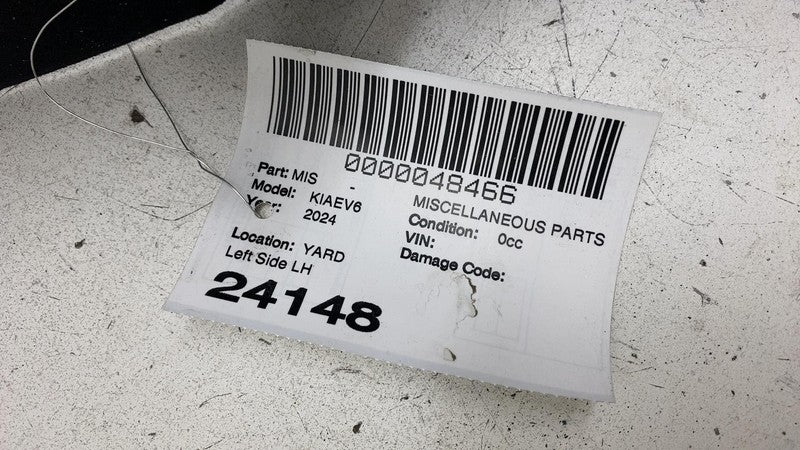 0000048466
Part: MIS -
MISCELLANEOUS PARTS
Model: KIAEV6
Condition: 0cc
Year: 2024
VIN:
Location: YARD
Damage Code:
Left Side LH
24148